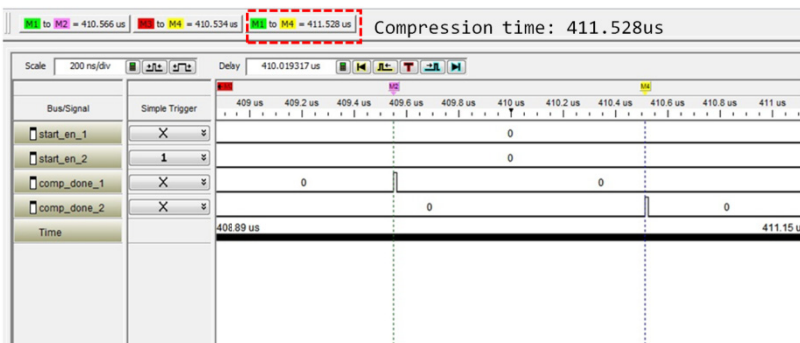 M1 to M2 = 410.566 us M3 to M4 = 410.534 us M1 to M4 = 411.528 us Compression time: 411.528us
Scale 200 ns/div Delay 410.019317 us T
M2 M4
Bus/Signal Simple Trigger 409 us 409.2 us 409.4 us 409.6 us 409.8 us 410 us 410.2 us 410.4 us 410.6 us 410.8 us 411 us
start_en_1 X 0
start_en_2 1 0
comp_done_1 X 0 0
comp_done_2 X 0 0
Time 408.89 us 411.15 u